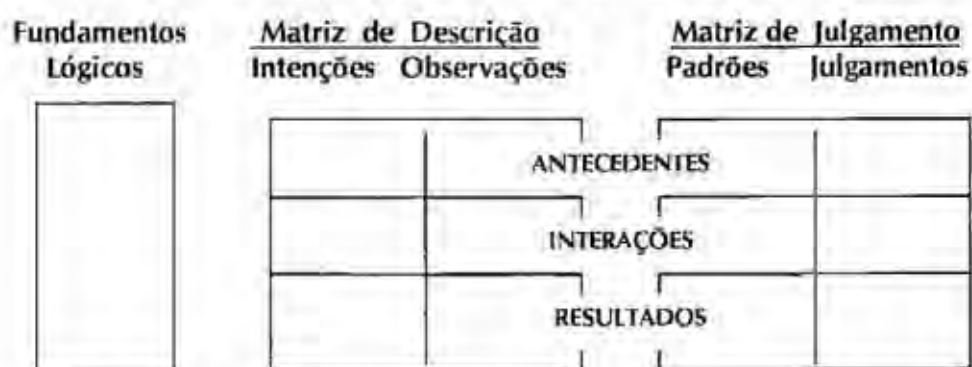 Fundamentos Matriz de Descrição Matriz de Julgamento
Lógicos Intenções Observações Padrões Julgamentos
ANTECEDENTES
INTERAÇÕES
RESULTADOS